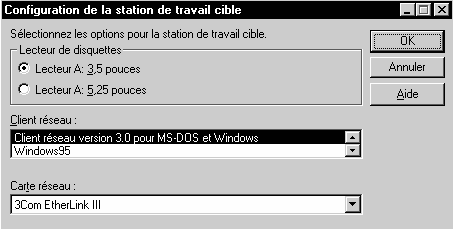 Configuration de la station de travail cible
Sélectionnez les options pour la station de travail cible.
Lecteur de disquettes
Lecteur A: 3,5 pouces
Lecteur A: 5,25 pouces
OK
Annuler
Aide
Client réseau :
Client réseau version 3.0 pour MS-DOS et Windows
Windows95
Carte réseau :
3Com EtherLink III